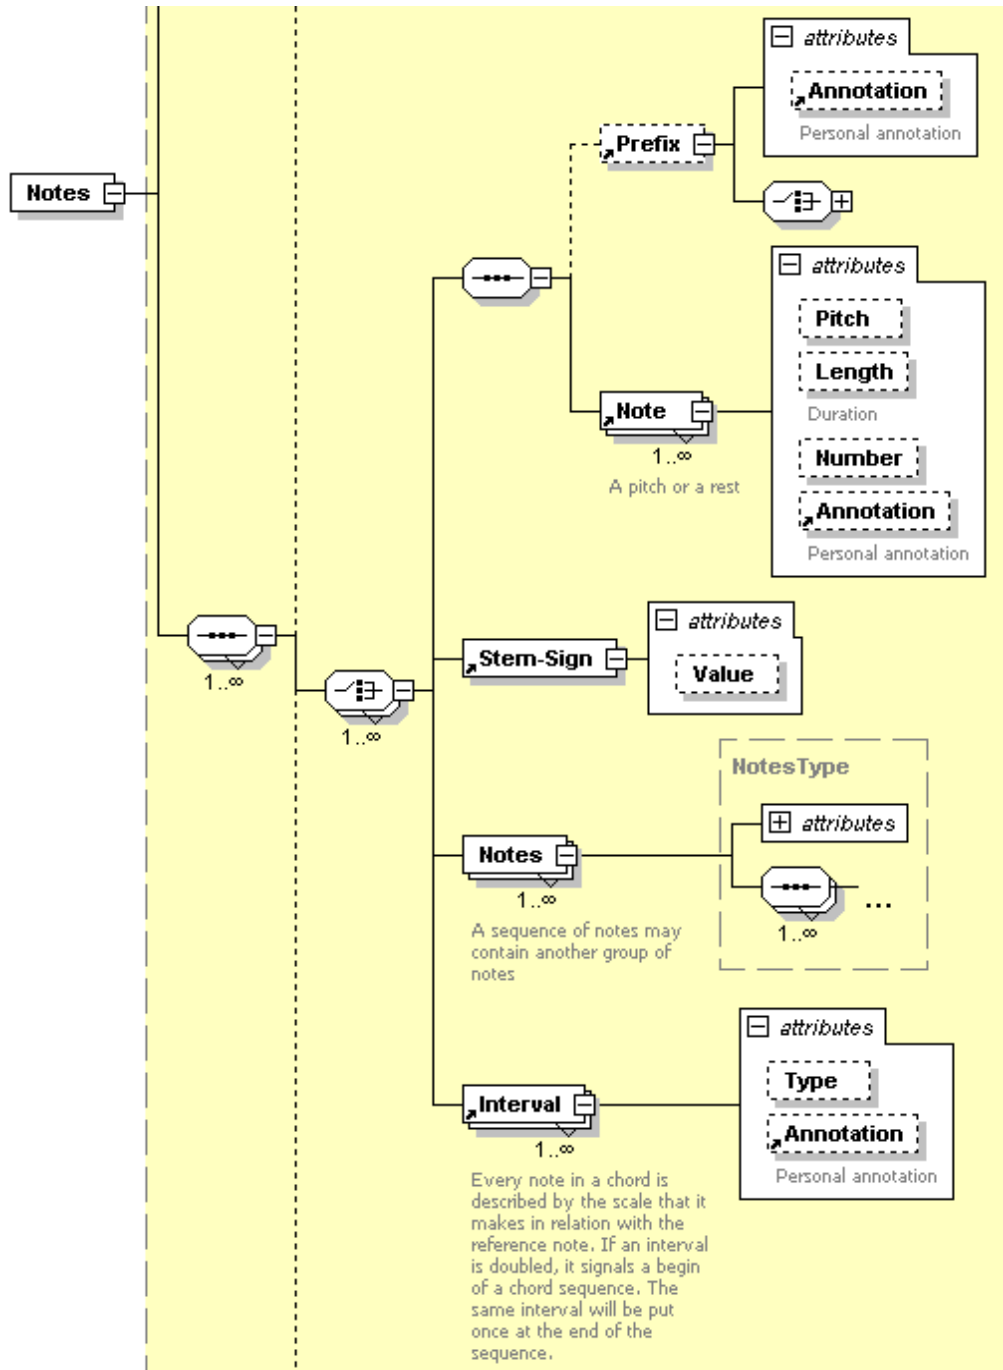 attributes
Annotation
Personal annotation
Prefix
Notes
attributes
Pitch
Length
Duration
Number
Annotation
Personal annotation
Note
1..∞
A pitch or a rest
attributes
Value
Stem-Sign
1..∞
1..∞
NotesType
attributes
1..∞
...
Notes
1..∞
A sequence of notes may
contain another group of
notes
attributes
Type
Annotation
Personal annotation
Interval
1..∞
Every note in a chord is
described by the scale that it
makes in relation with the
reference note. If an interval
is doubled, it signals a begin
of a chord sequence. The
same interval will be put
once at the end of the
sequence.